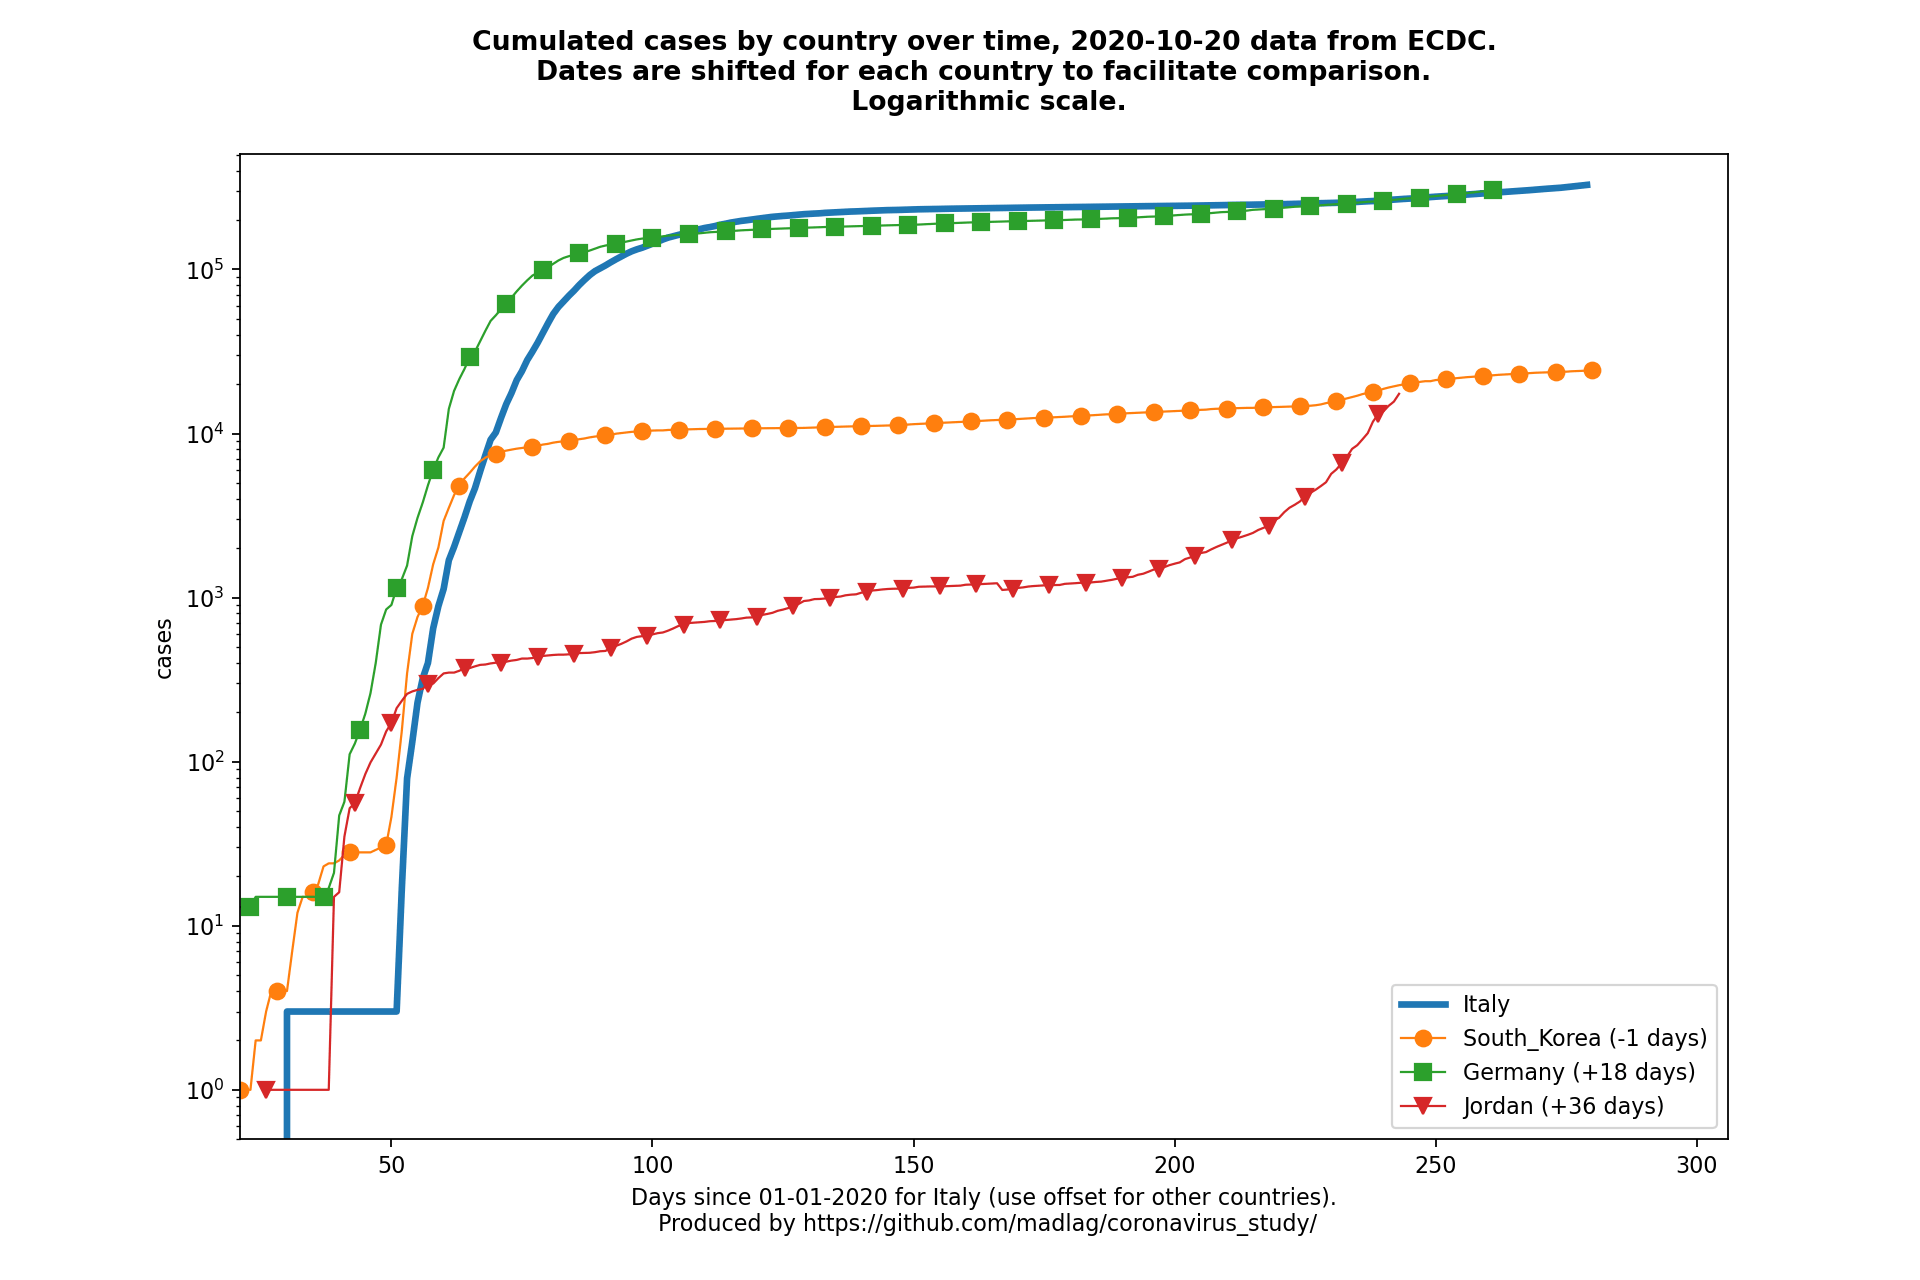 Cumulated cases by country over time, 2020-10-20 data from ECDC.
Dates are shifted for each country to facilitate comparison.
Logarithmic scale.
10^5
10^4
10^3
10^2
10^1
10^0
cases
Italy
South_Korea (-1 days)
Germany (+18 days)
Jordan (+36 days)
50 100 150 200 250 300
Days since 01-01-2020 for Italy (use offset for other countries).
Produced by https://github.com/madlag/coronavirus_study/